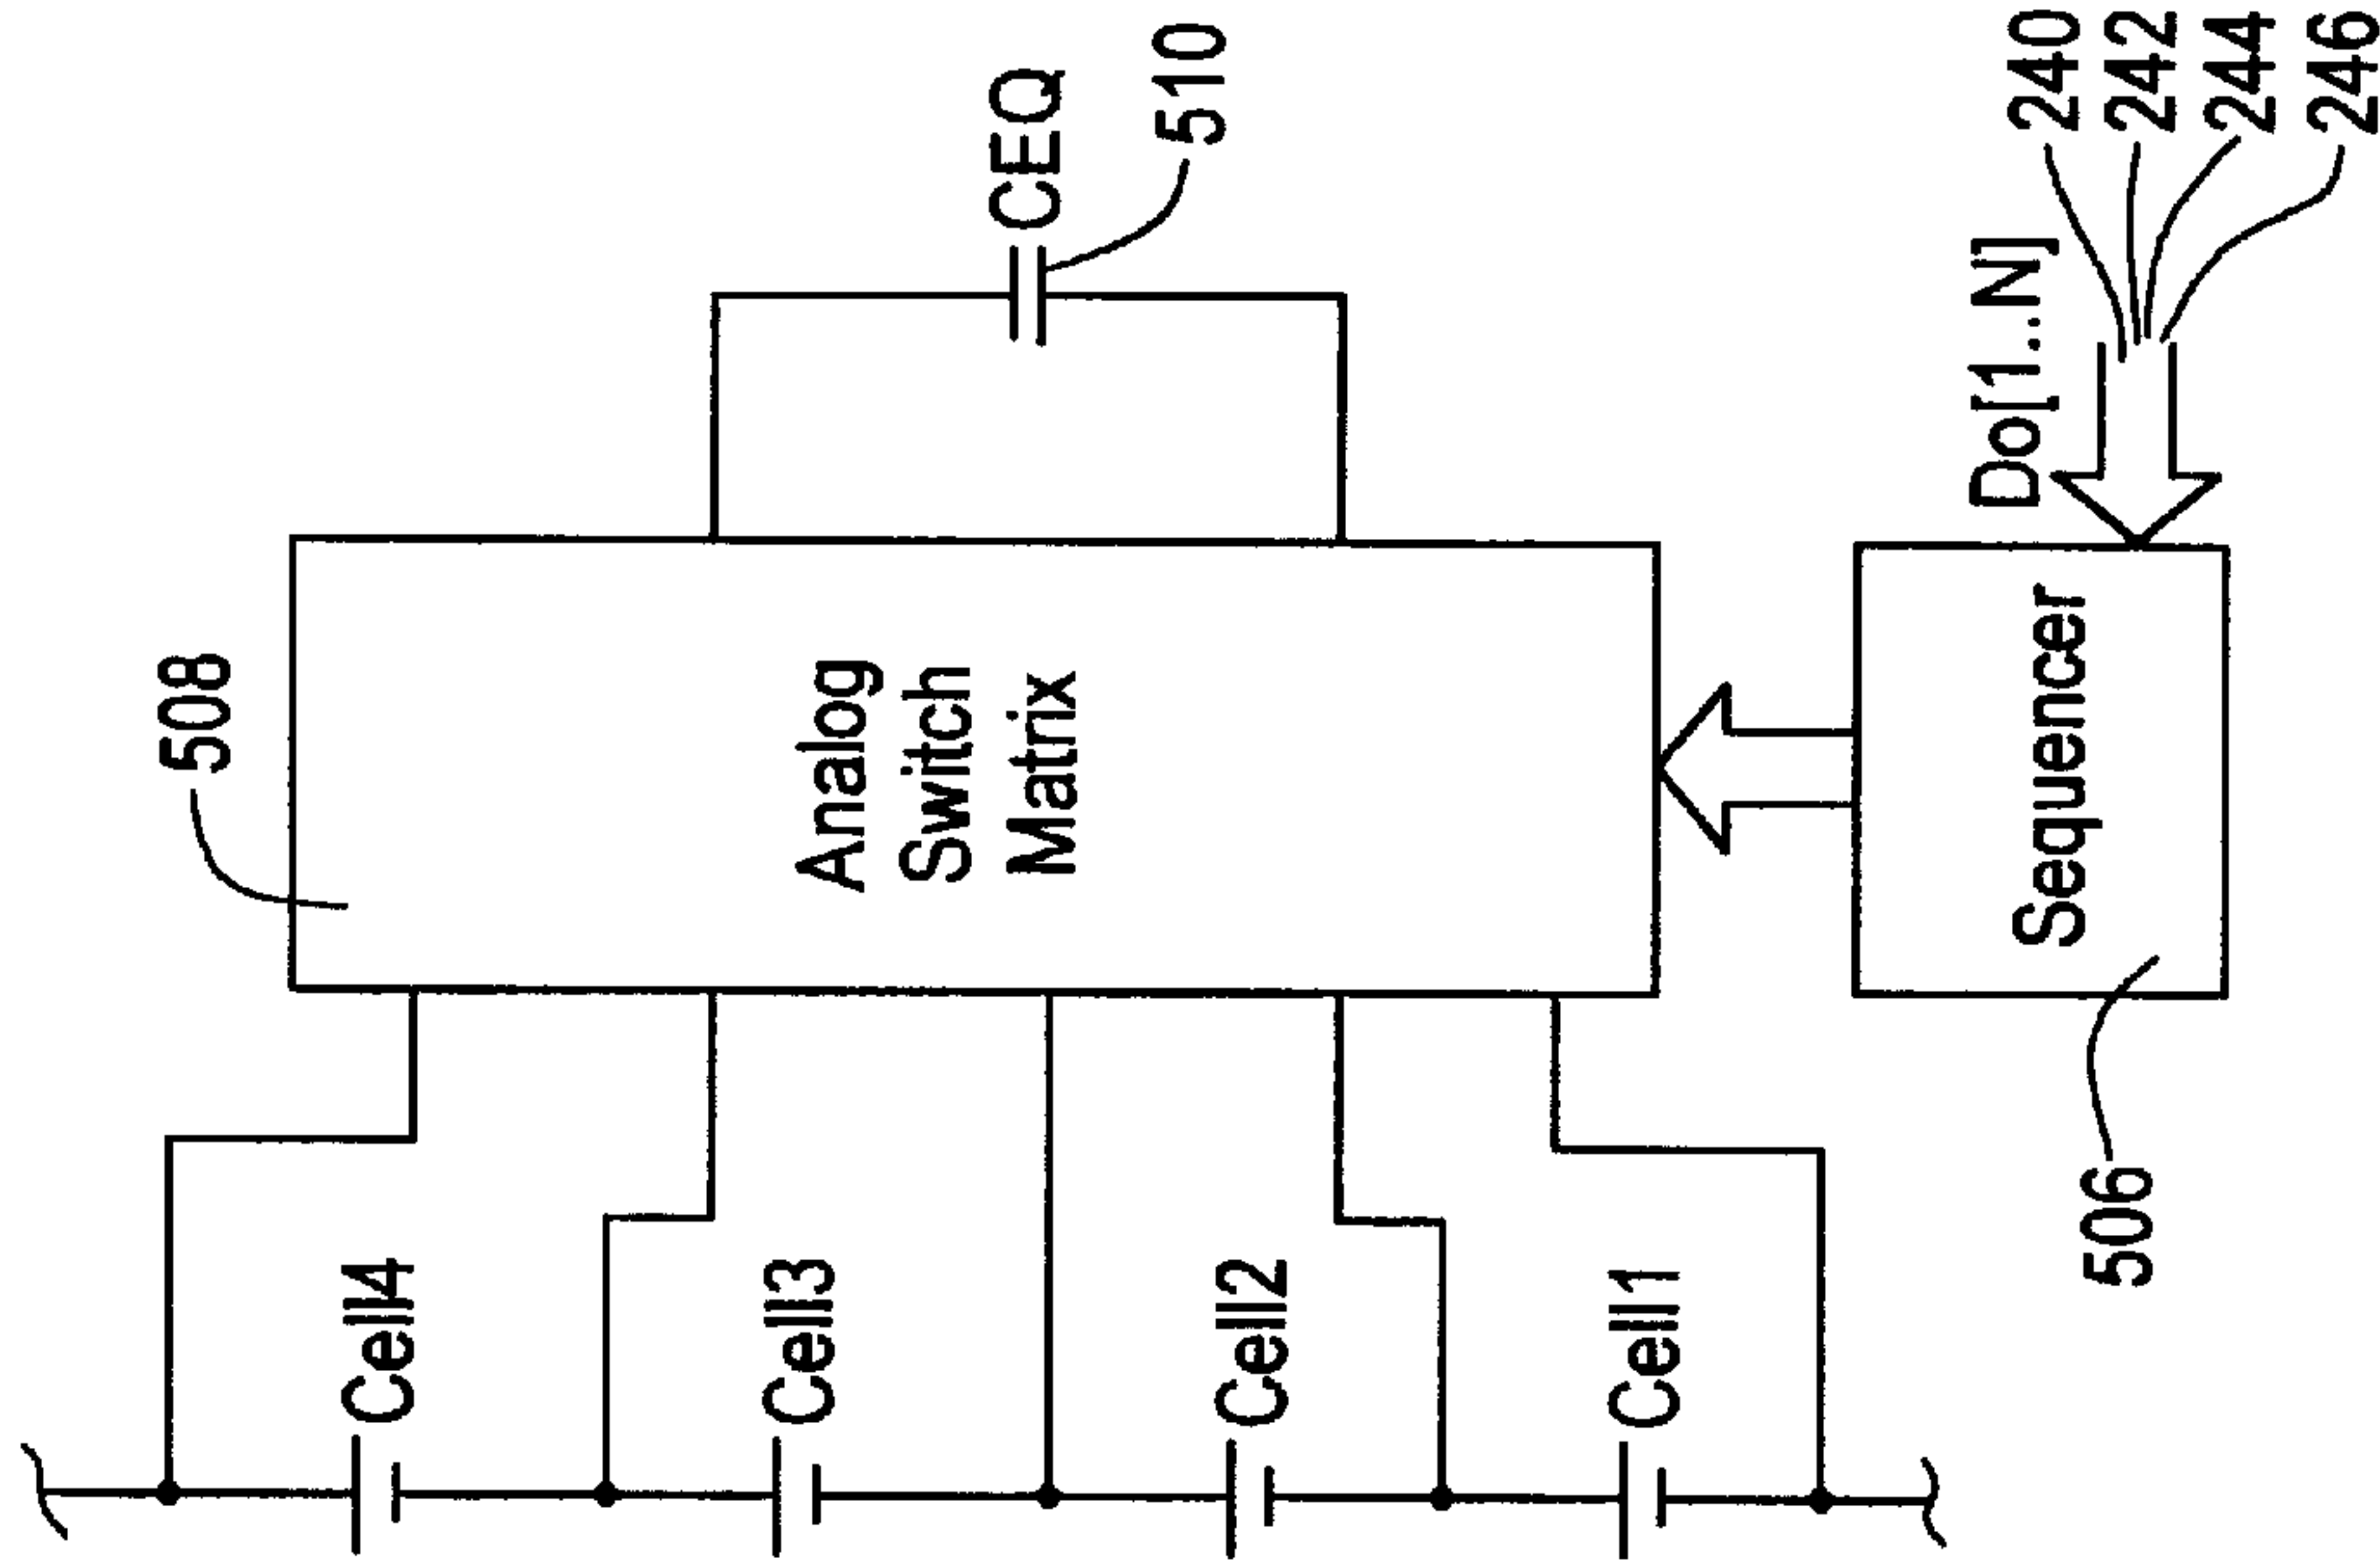 508
Cell4
Cell3
Cell2
Cell1
Analog
Switch
Matrix
CEQ
510
506
Sequencer
Do[1..N]
240
242
244
246